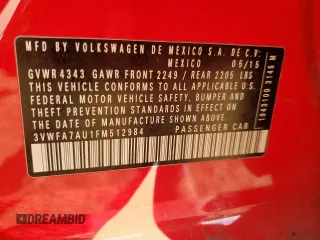 MFD BY VOLKSWAGEN DE MEXICO S.A. DE C.V.
MEXICO 05/15
GVWR 4343 GAWR FRONT 2249 / REAR 2205 LBS
THIS VEHICLE CONFORMS TO ALL APPLICABLE U.S.
FEDERAL MOTOR VEHICLE SAFETY, BUMPER AND
THEFT PREVENTION STANDARDS IN EFFECT ON THE
DATE OF MANUFACTURE SHOWN ABOVE.
3VWFA7AU1FM512984 PASSENGER CAR
DREAMBID